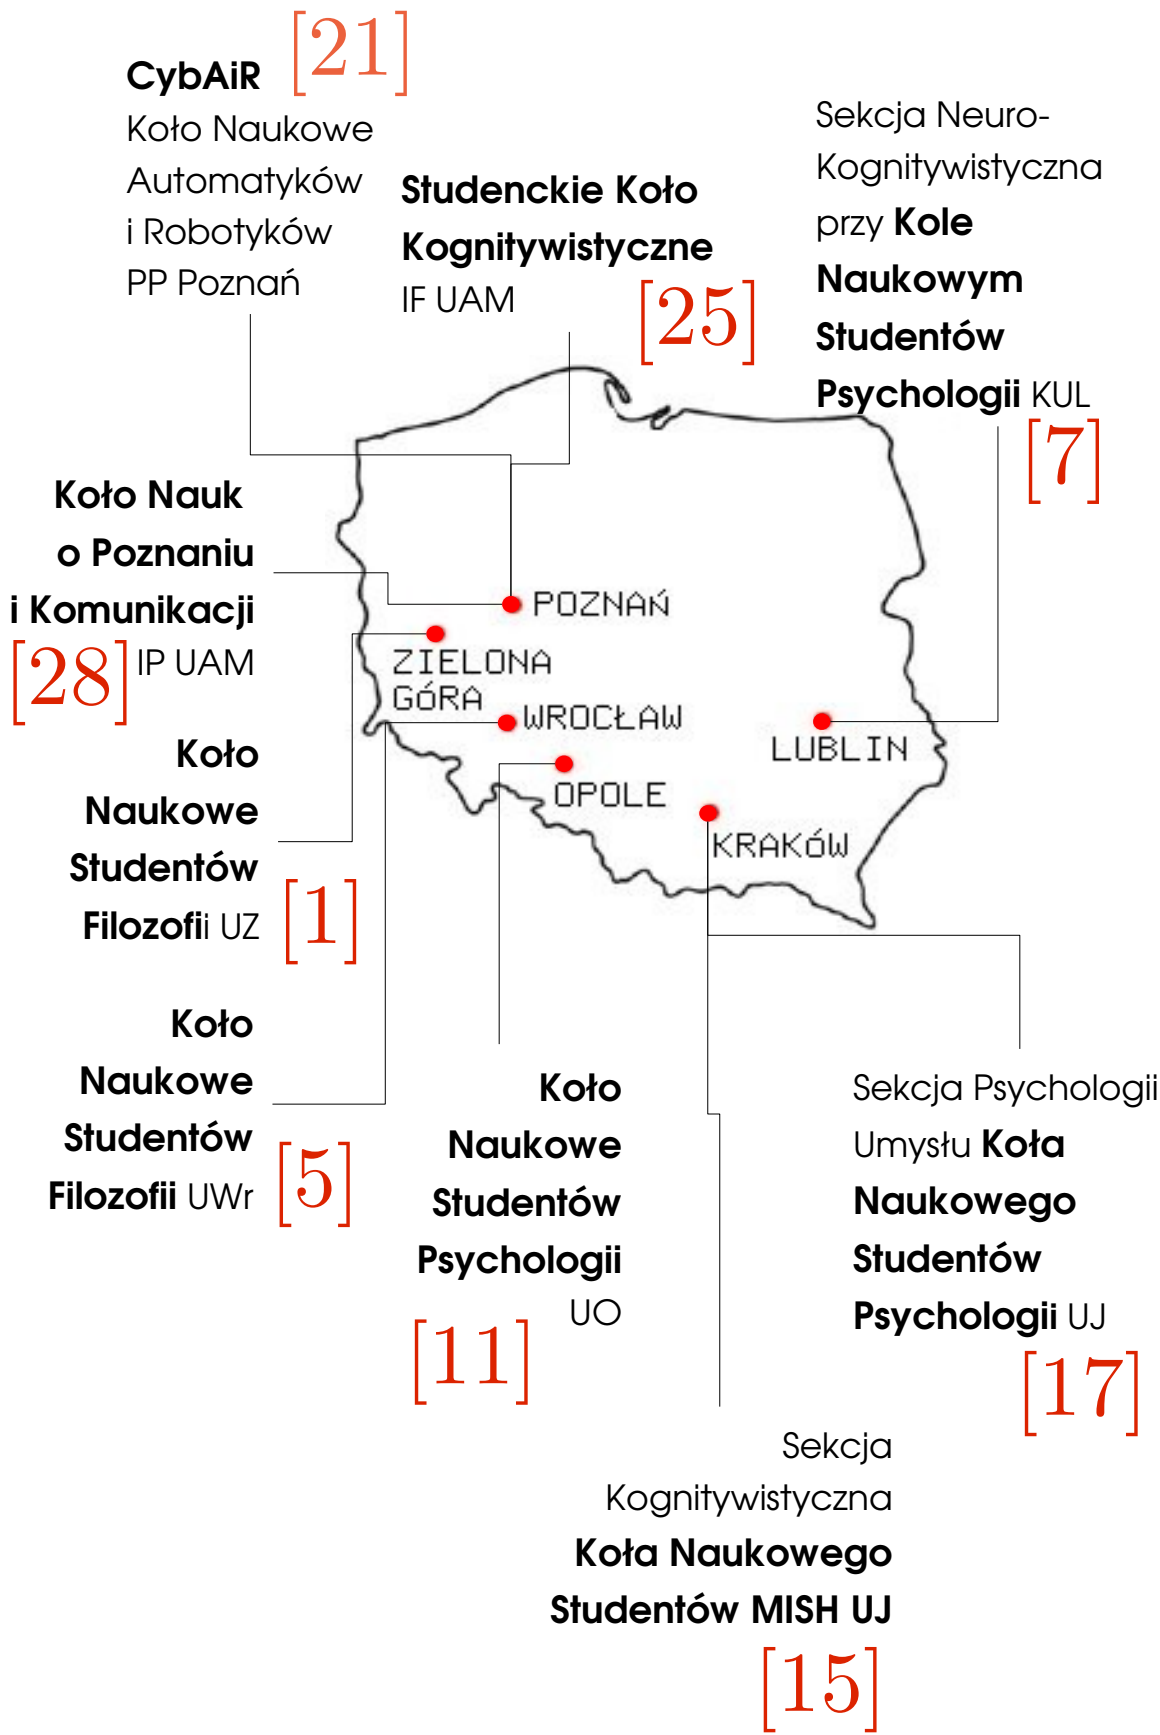 CybAiR [21]
Koło Naukowe
Automatyków
i Robotyków
PP Poznań
Studenckie Koło
Kognitywistyczne
IF UAM [25]
Sekcja Neuro-
Kognitywistyczna
przy Kole
Naukowym
Studentów
Psychologii KUL
[7]
Koło Nauk
o Poznaniu
i Komunikacji
[28] IP UAM
POZNAŃ
ZIELONA
GÓRA
WROCŁAW
OPOLE
LUBLIN
KRAKÓW
Koło
Naukowe
Studentów
Filozofii UZ [1]
Koło
Naukowe
Studentów
Filozofii UWr [5]
Koło
Naukowe
Studentów
Psychologii
UO
[11]
Sekcja Psychologii
Umysłu Koła
Naukowego
Studentów
Psychologii UJ
[17]
Sekcja
Kognitywistyczna
Koła Naukowego
Studentów MISH UJ
[15]